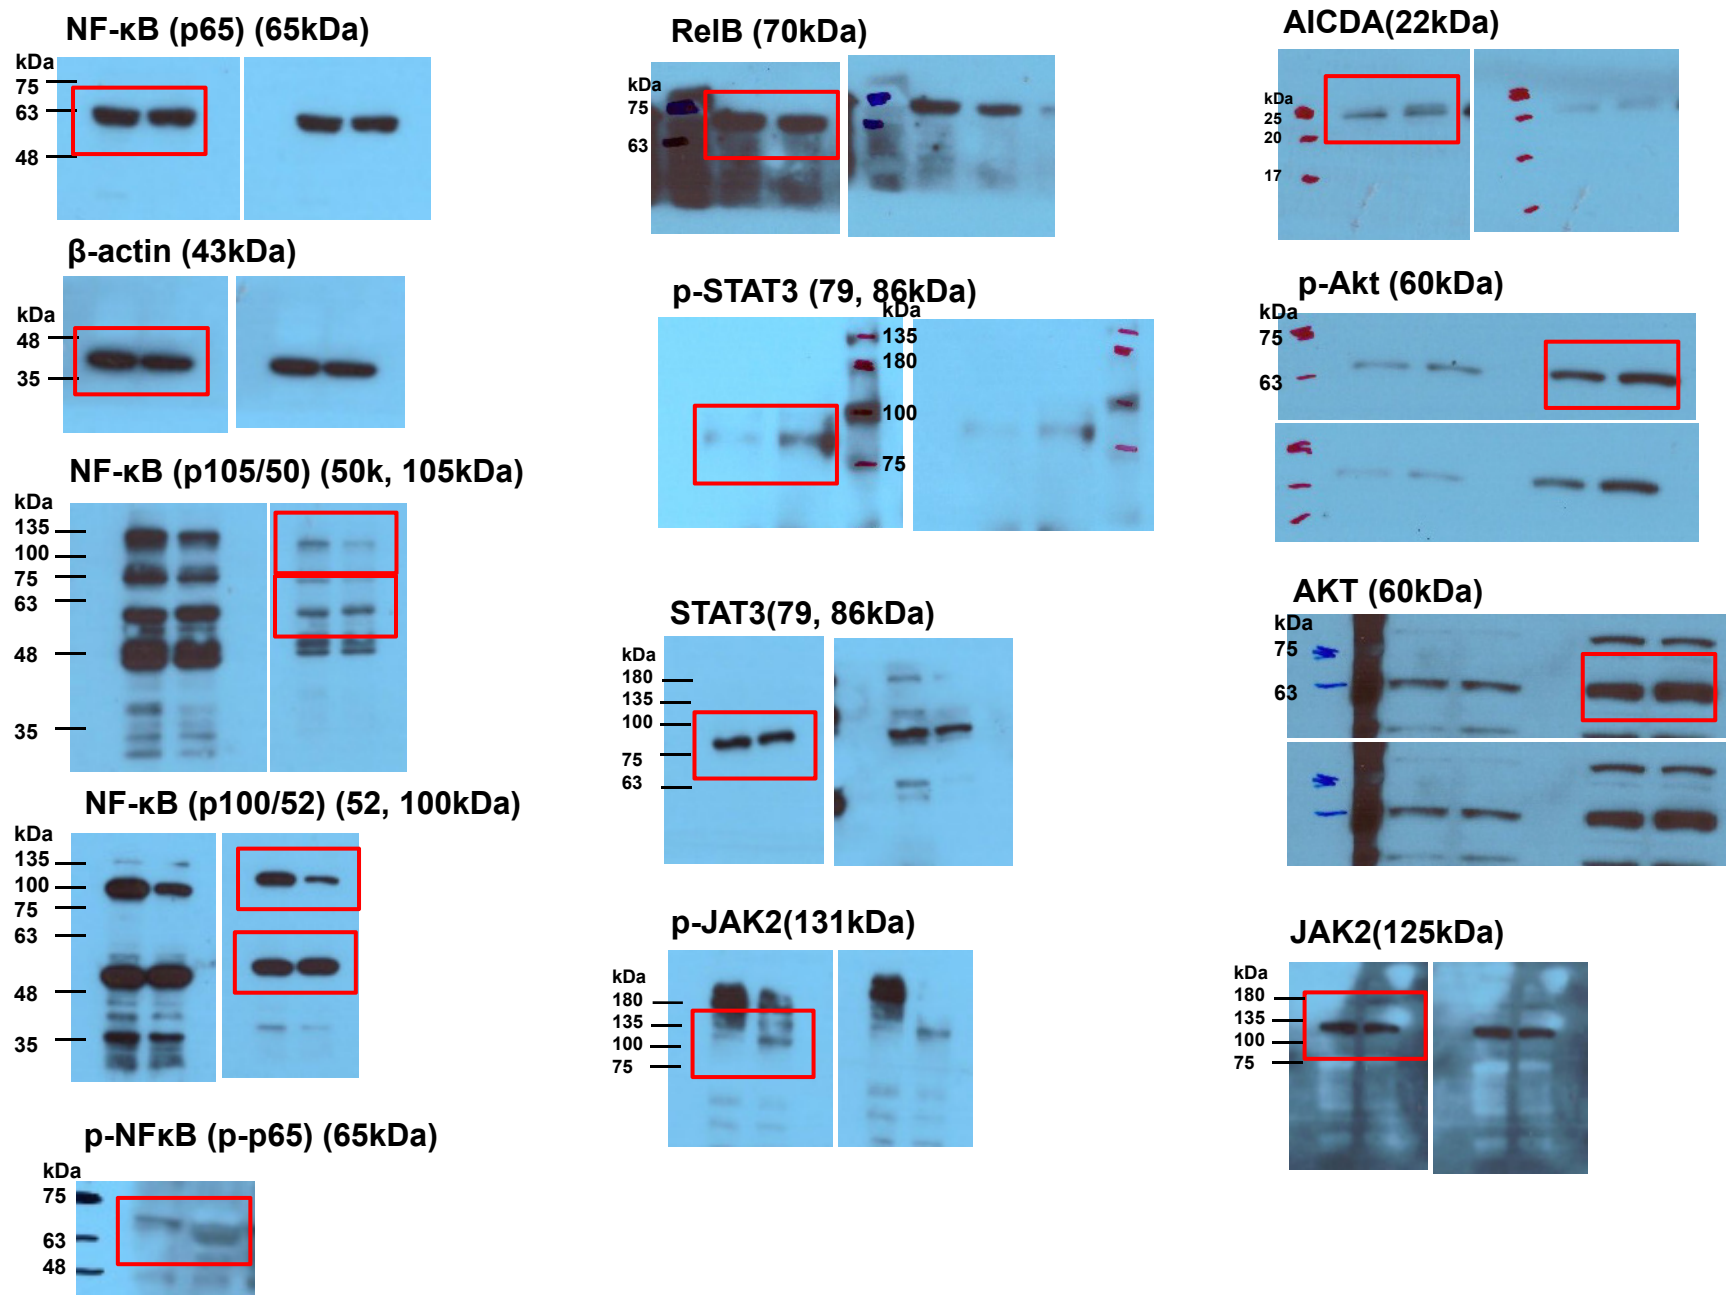 NF-κB (p65) (65kDa)
kDa
75
63
48
β-actin (43kDa)
kDa
48
35
NF-κB (p105/50) (50k, 105kDa)
kDa
135
100
75
63
48
35
NF-κB (p100/52) (52, 100kDa)
kDa
135
100
75
63
48
35
p-NFκB (p-p65) (65kDa)
kDa
75
63
48
RelB (70kDa)
kDa
75
63
p-STAT3 (79, 86kDa)
kDa
135
180
100
75
STAT3(79, 86kDa)
kDa
180
135
100
75
63
p-JAK2(131kDa)
kDa
180
135
100
75
AICDA(22kDa)
kDa
25
20
17
p-Akt (60kDa)
kDa
75
63
AKT (60kDa)
kDa
75
63
JAK2(125kDa)
kDa
180
135
100
75